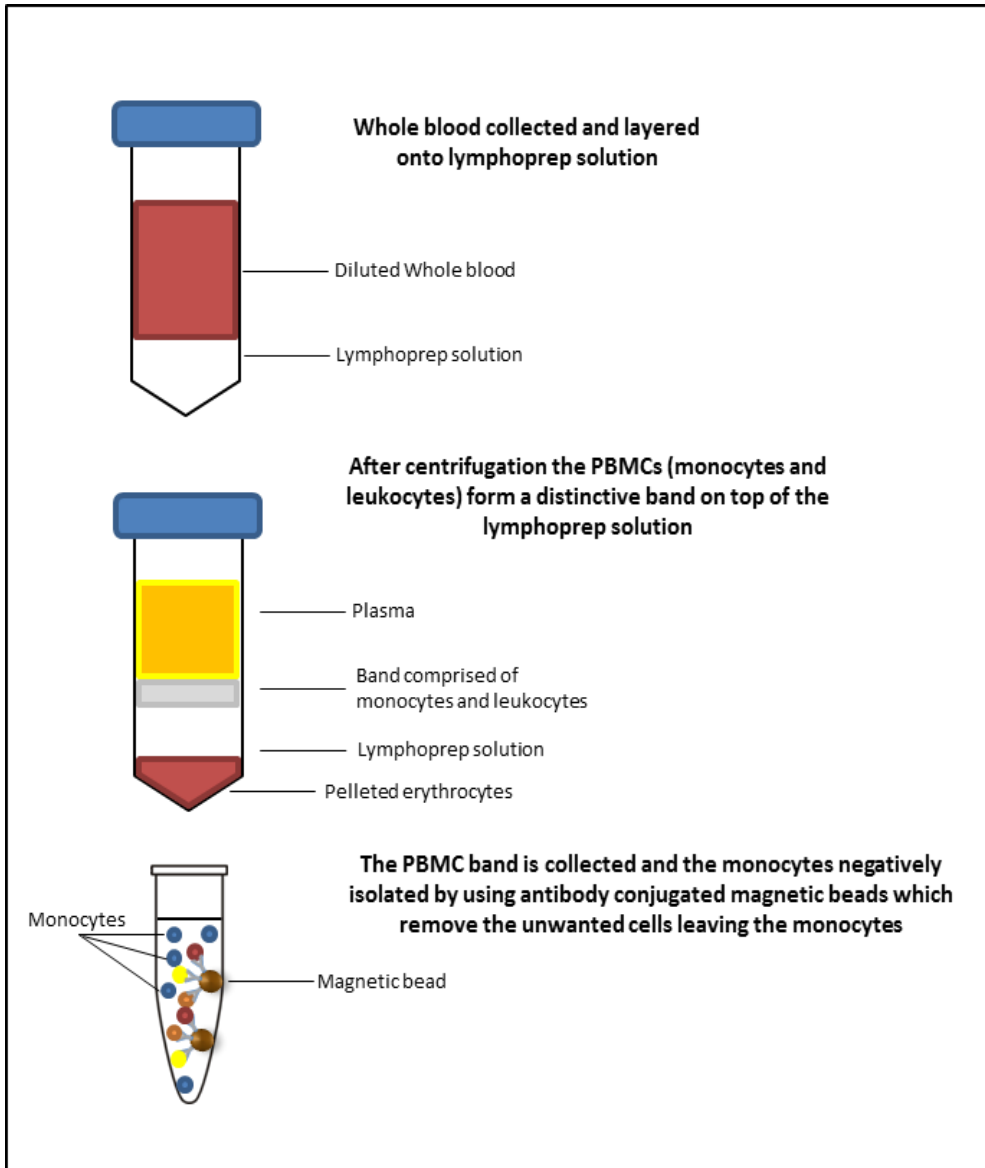 Whole blood collected and layered
onto lymphoprep solution
Diluted Whole blood
Lymphoprep solution
After centrifugation the PBMCs (monocytes and
leukocytes) form a distinctive band on top of the
lymphoprep solution
Plasma
Band comprised of
monocytes and leukocytes
Lymphoprep solution
Pelleted erythrocytes
The PBMC band is collected and the monocytes negatively
isolated by using antibody conjugated magnetic beads which
remove the unwanted cells leaving the monocytes
Monocytes
Magnetic bead